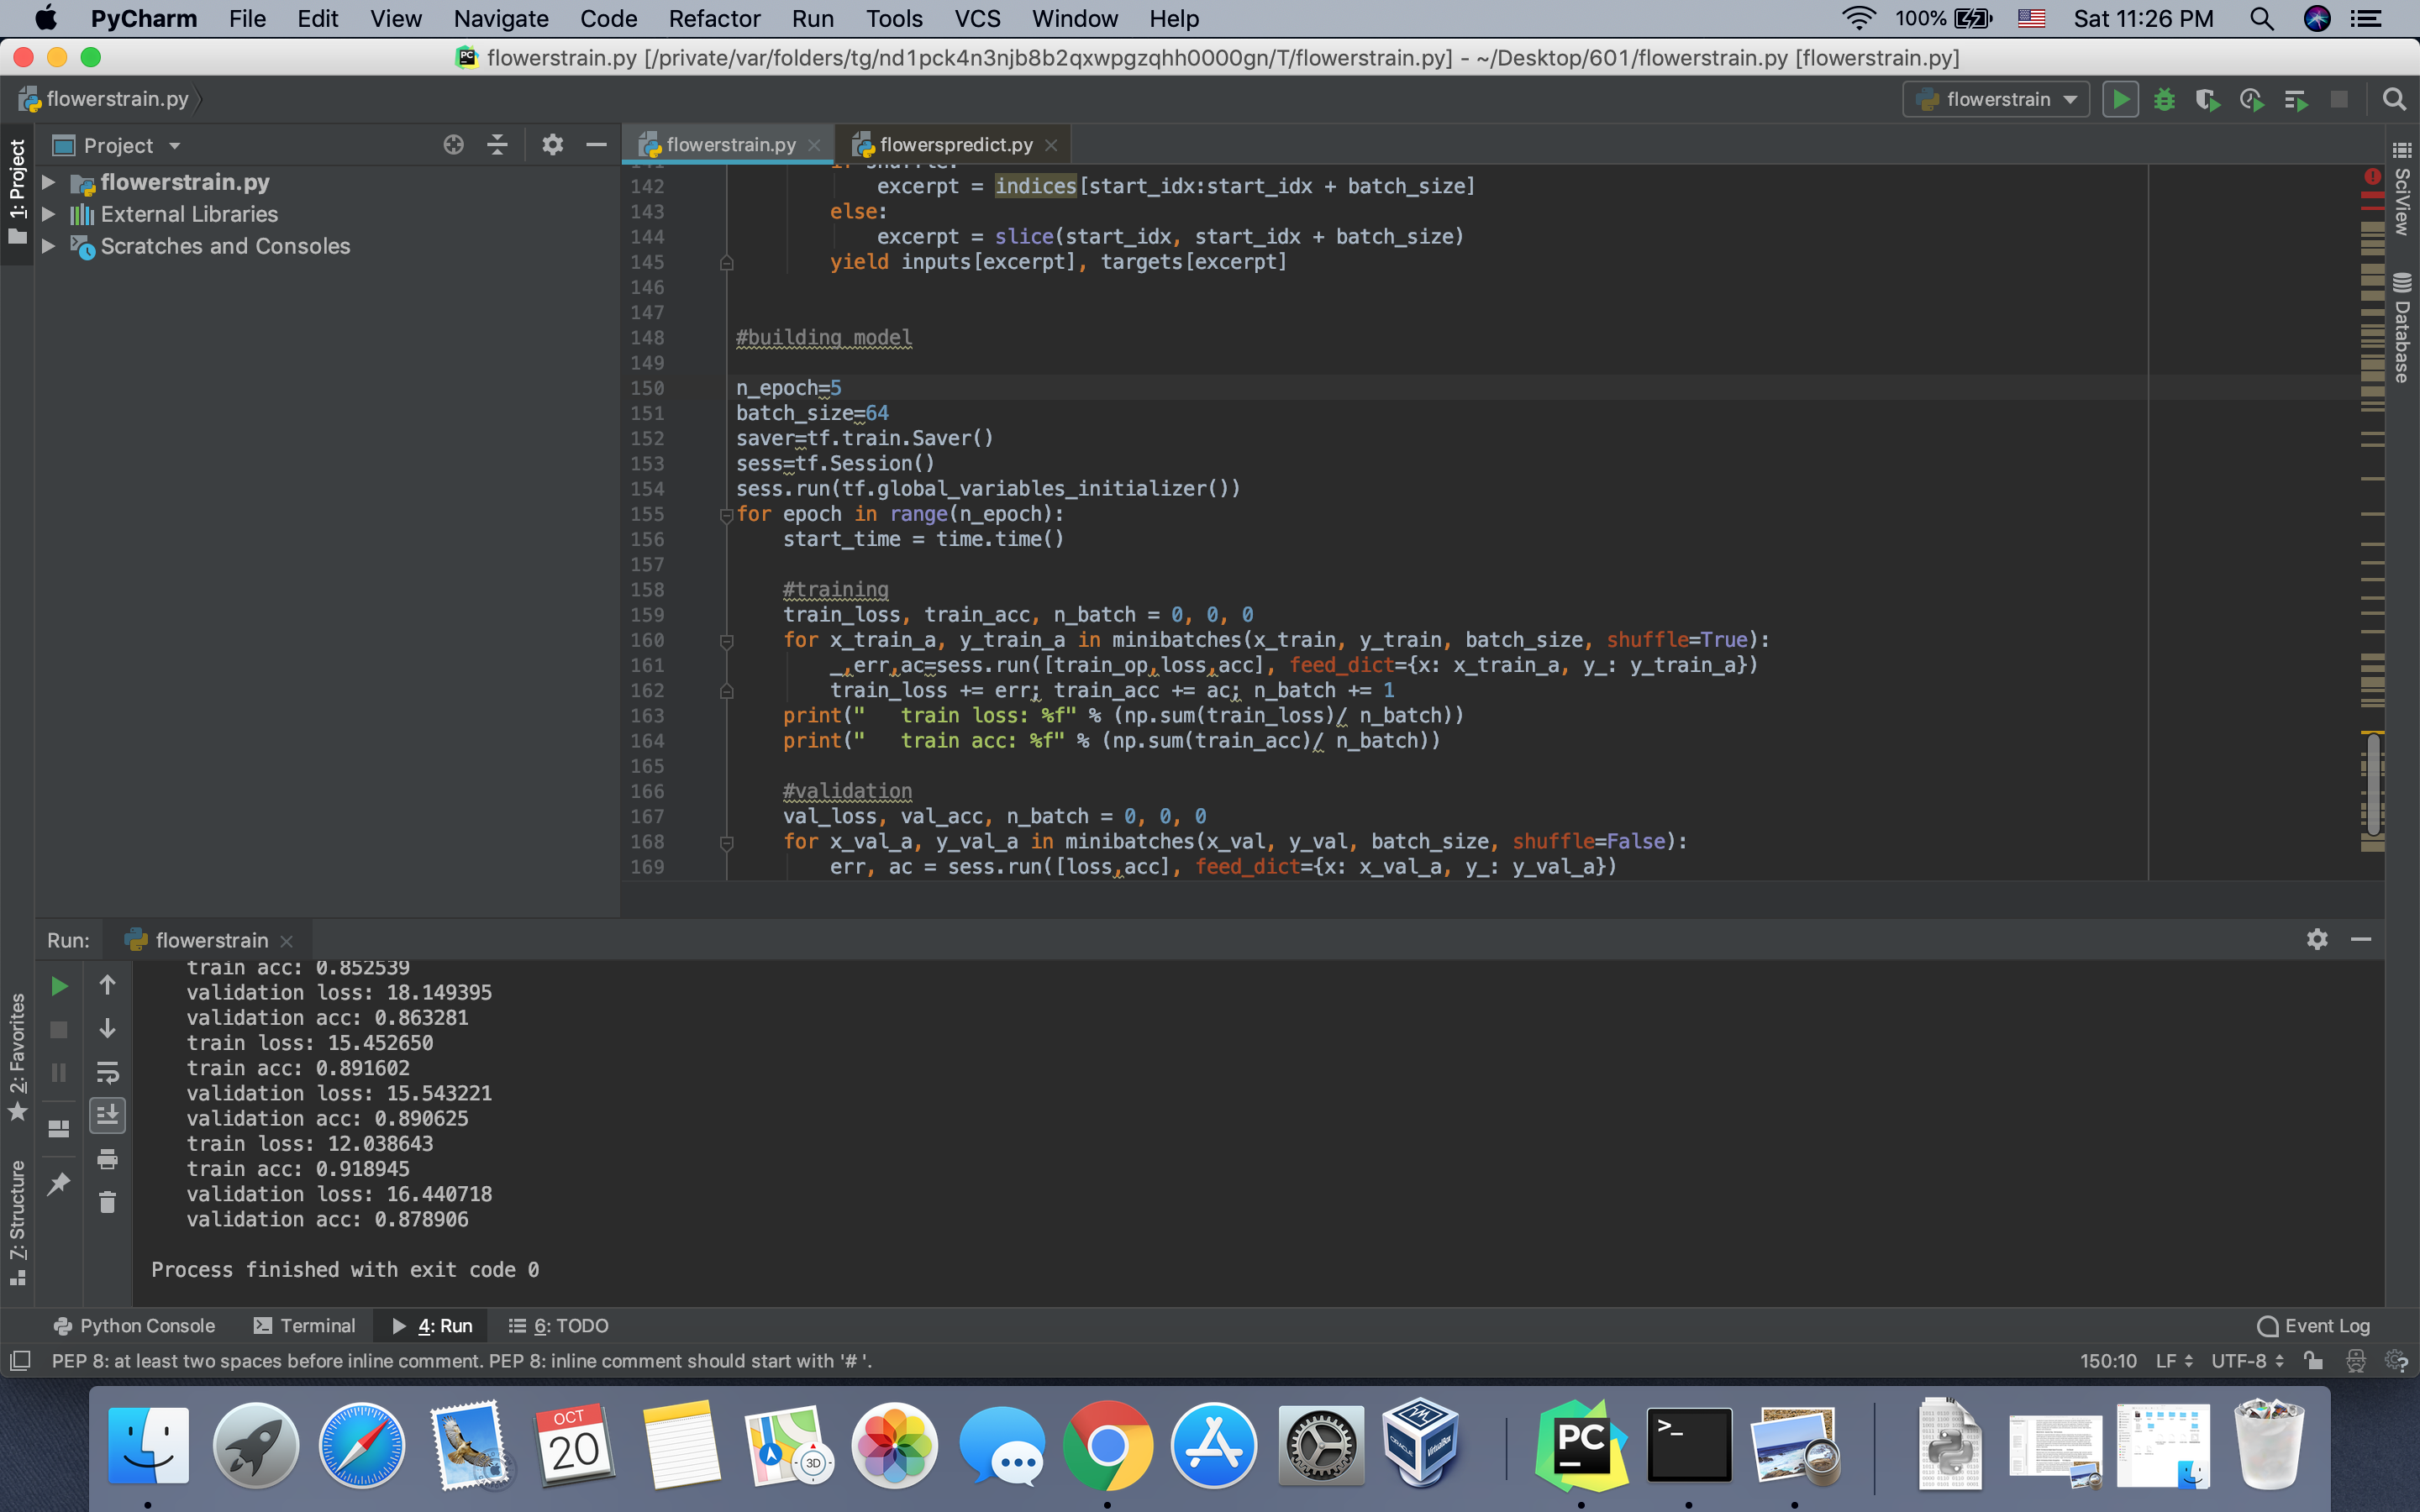 PyCharm File Edit View Navigate Code Refactor Run Tools VCS Window Help 100% Sat 11:26 PM
flowerstrain.py [/private/var/folders/tg/nd1pck4n3njb8b2qxwpgzqhh0000gn/T/flowerstrain.py] - ~/Desktop/601/flowerstrain.py [flowerstrain.py]
flowerstrain.py flowerstrain
1: Project
Project
flowerstrain.py
External Libraries
Scratches and Consoles
flowerstrain.py flowerspredict.py
141 if shuffle:
142 excerpt = indices[start_idx:start_idx + batch_size]
143 else:
144 excerpt = slice(start_idx, start_idx + batch_size)
145 yield inputs[excerpt], targets[excerpt]
146
147
148 #building model
149
150 n_epoch=5
151 batch_size=64
152 saver=tf.train.Saver()
153 sess=tf.Session()
154 sess.run(tf.global_variables_initializer())
155 for epoch in range(n_epoch):
156 start_time = time.time()
157
158 #training
159 train_loss, train_acc, n_batch = 0, 0, 0
160 for x_train_a, y_train_a in minibatches(x_train, y_train, batch_size, shuffle=True):
161 _,err,ac=sess.run([train_op,loss,acc], feed_dict={x: x_train_a, y_: y_train_a})
162 train_loss += err; train_acc += ac; n_batch += 1
163 print("   train loss: %f" % (np.sum(train_loss)/ n_batch))
164 print("   train acc: %f" % (np.sum(train_acc)/ n_batch))
165
166 #validation
167 val_loss, val_acc, n_batch = 0, 0, 0
168 for x_val_a, y_val_a in minibatches(x_val, y_val, batch_size, shuffle=False):
169 err, ac = sess.run([loss,acc], feed_dict={x: x_val_a, y_: y_val_a})
SciView
Database
Run: flowerstrain
train acc: 0.852539
validation loss: 18.149395
validation acc: 0.863281
train loss: 15.452650
train acc: 0.891602
validation loss: 15.543221
validation acc: 0.890625
train loss: 12.038643
train acc: 0.918945
validation loss: 16.440718
validation acc: 0.878906
Process finished with exit code 0
2: Favorites
7: Structure
Python Console Terminal 4: Run 6: TODO Event Log
PEP 8: at least two spaces before inline comment. PEP 8: inline comment should start with '# '. 150:10 LF UTF-8
OCT
20
3D
PC
>_